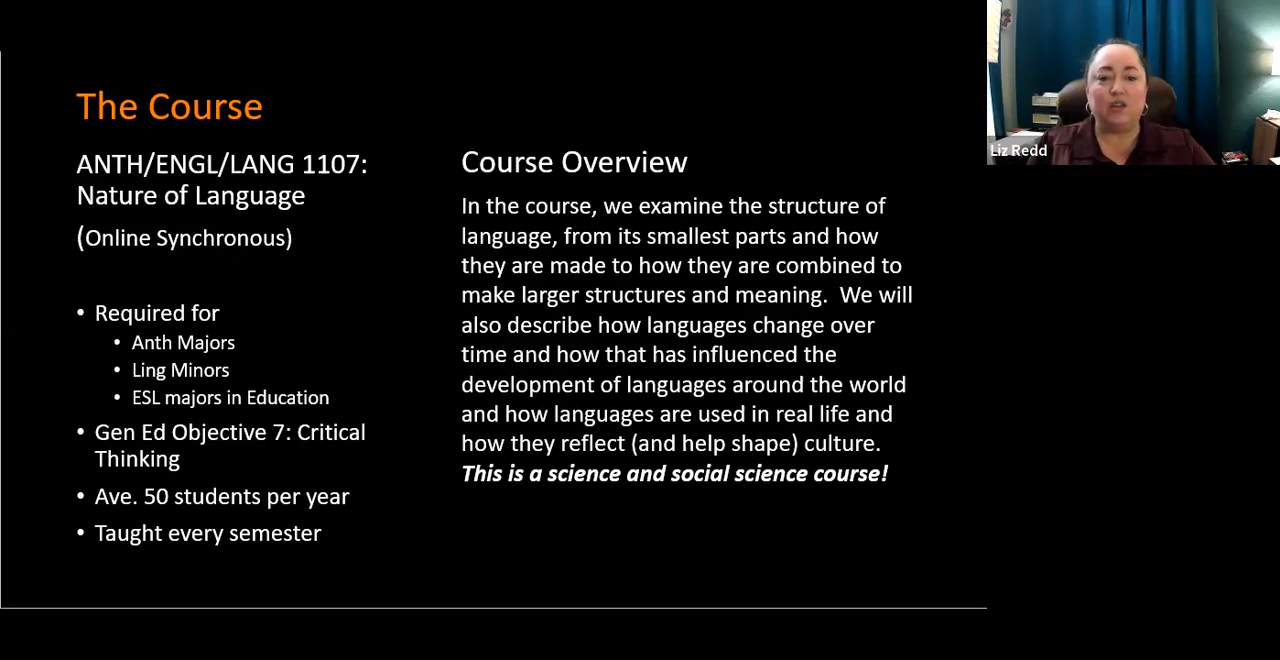 The Course
ANTH/ENGL/LANG 1107:
Nature of Language
(Online Synchronous)
• Required for
• Anth Majors
• Ling Minors
• ESL majors in Education
• Gen Ed Objective 7: Critical
Thinking
• Ave. 50 students per year
• Taught every semester
Course Overview
In the course, we examine the structure of
language, from its smallest parts and how
they are made to how they are combined to
make larger structures and meaning.  We will
also describe how languages change over
time and how that has influenced the
development of languages around the world
and how languages are used in real life and
how they reflect (and help shape) culture.
This is a science and social science course!
Liz Redd